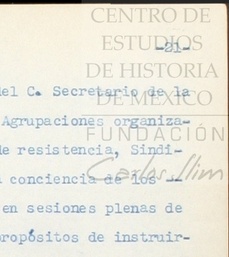 CENTRO DE
ESTUDIOS
-21-
DE HISTORIA
del C. Secretario de la
DE MÉXICO
Agrupaciones organiza-
FUNDACIÓN
de resistencia, Sindi-
Carlos Slim
conciencia de los --
en sesiones plenas de
propósitos de instruir-